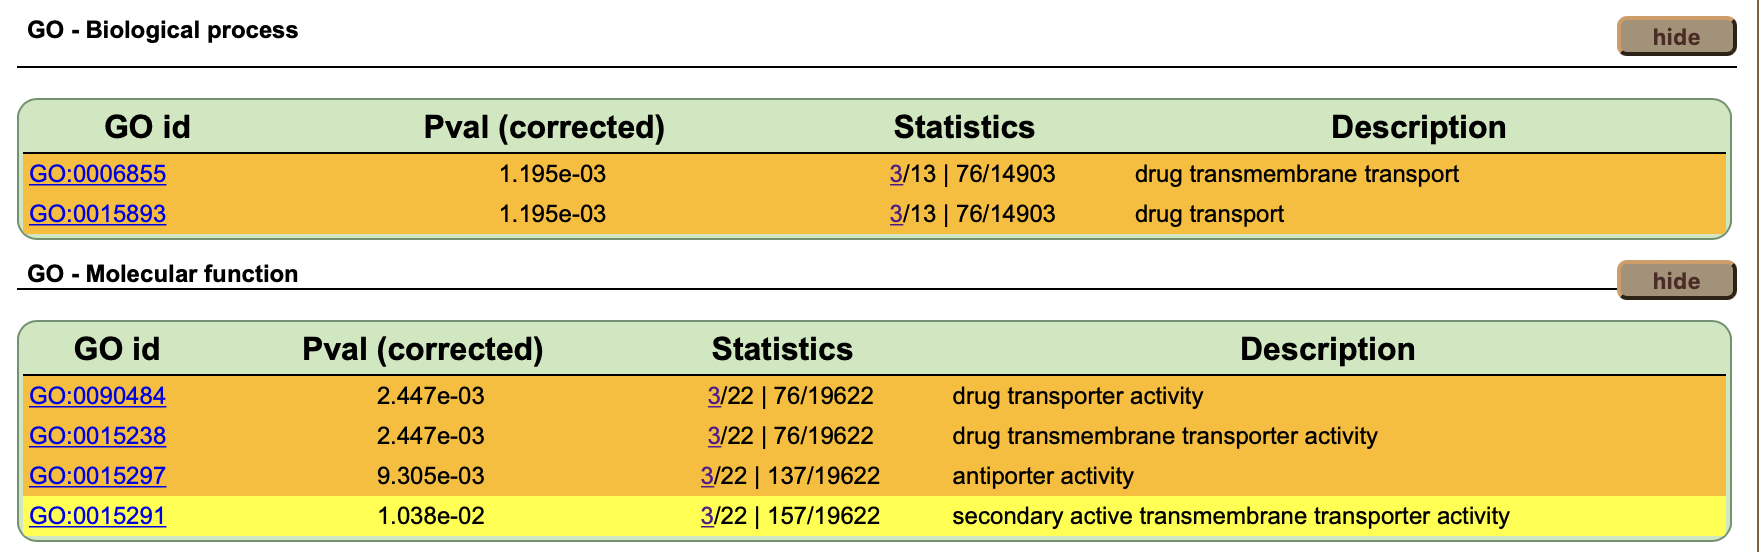 GO - Biological process
hide
GO id Pval (corrected) Statistics Description
GO:0006855 1.195e-03 3/13 | 76/14903 drug transmembrane transport
GO:0015893 1.195e-03 3/13 | 76/14903 drug transport
GO - Molecular function
hide
GO id Pval (corrected) Statistics Description
GO:0090484 2.447e-03 3/22 | 76/19622 drug transporter activity
GO:0015238 2.447e-03 3/22 | 76/19622 drug transmembrane transporter activity
GO:0015297 9.305e-03 3/22 | 137/19622 antiporter activity
GO:0015291 1.038e-02 3/22 | 157/19622 secondary active transmembrane transporter activity